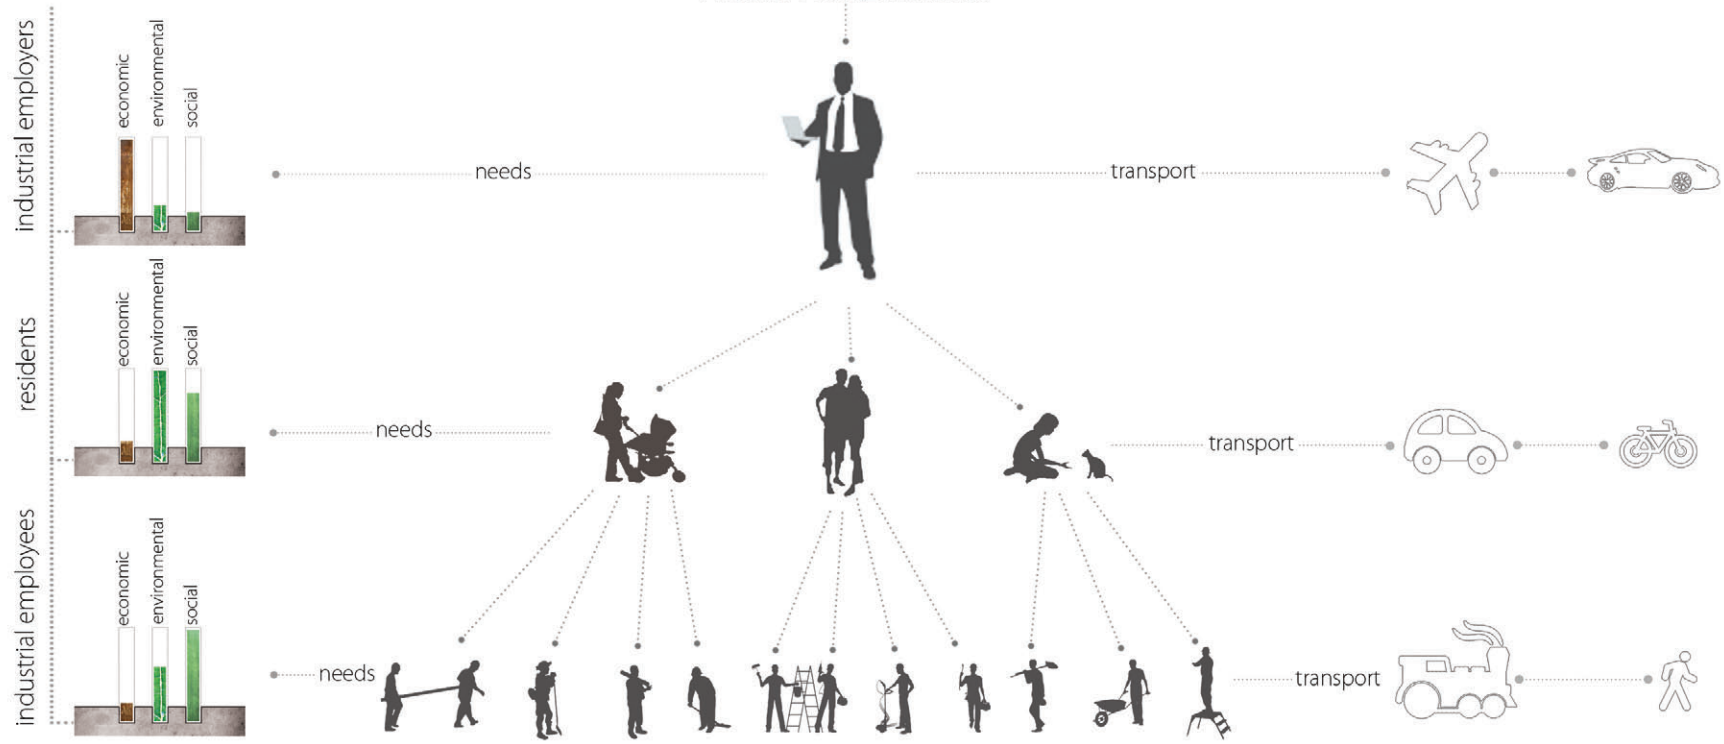 industrial employers
economic
environmental
social
needs
transport
residents
economic
environmental
social
needs
transport
industrial employees
economic
environmental
social
needs
transport